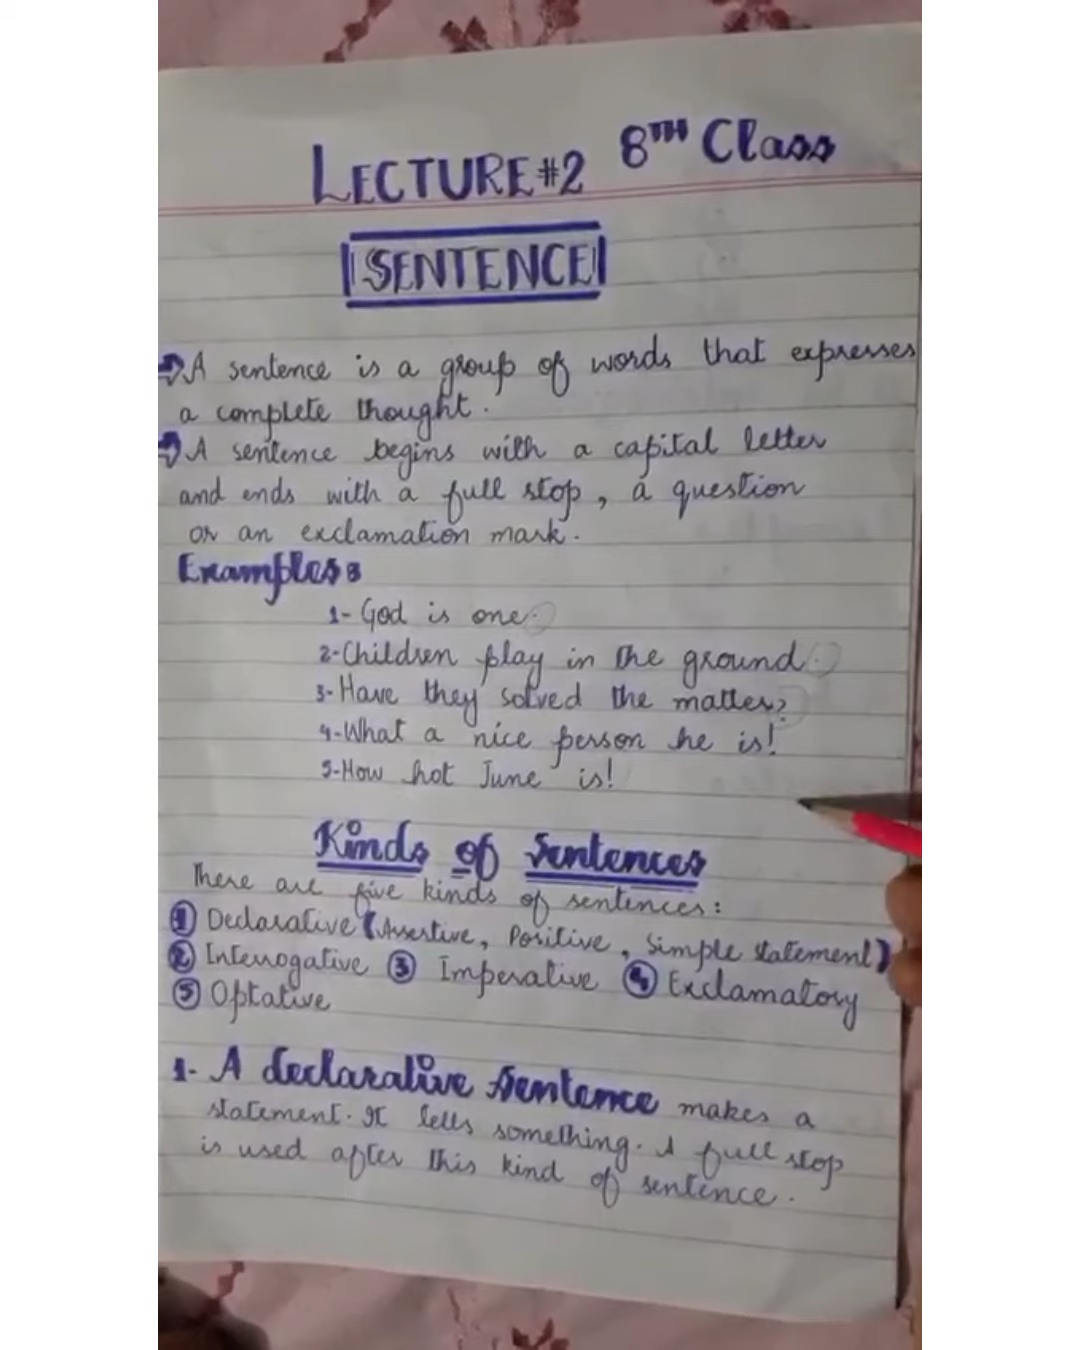 LECTURE#2 8TH Class
SENTENCE
⇒A sentence is a group of words that expresses
a complete thought.
⇒A sentence begins with a capital letter
and ends with a full stop, a question
or an exclamation mark.
Examples:
1- God is one.
2-Children play in the ground.
3-Have they solved the matter?
4-What a nice person he is!
5-How hot June is!
Kinds of Sentences
There are five kinds of sentences:
① Declarative (Assertive, Positive, Simple statement)
② Interrogative ③ Imperative ④ Exclamatory
⑤ Optative
1- A declarative sentence makes a
statement. It tells something. A full stop
is used after this kind of sentence.